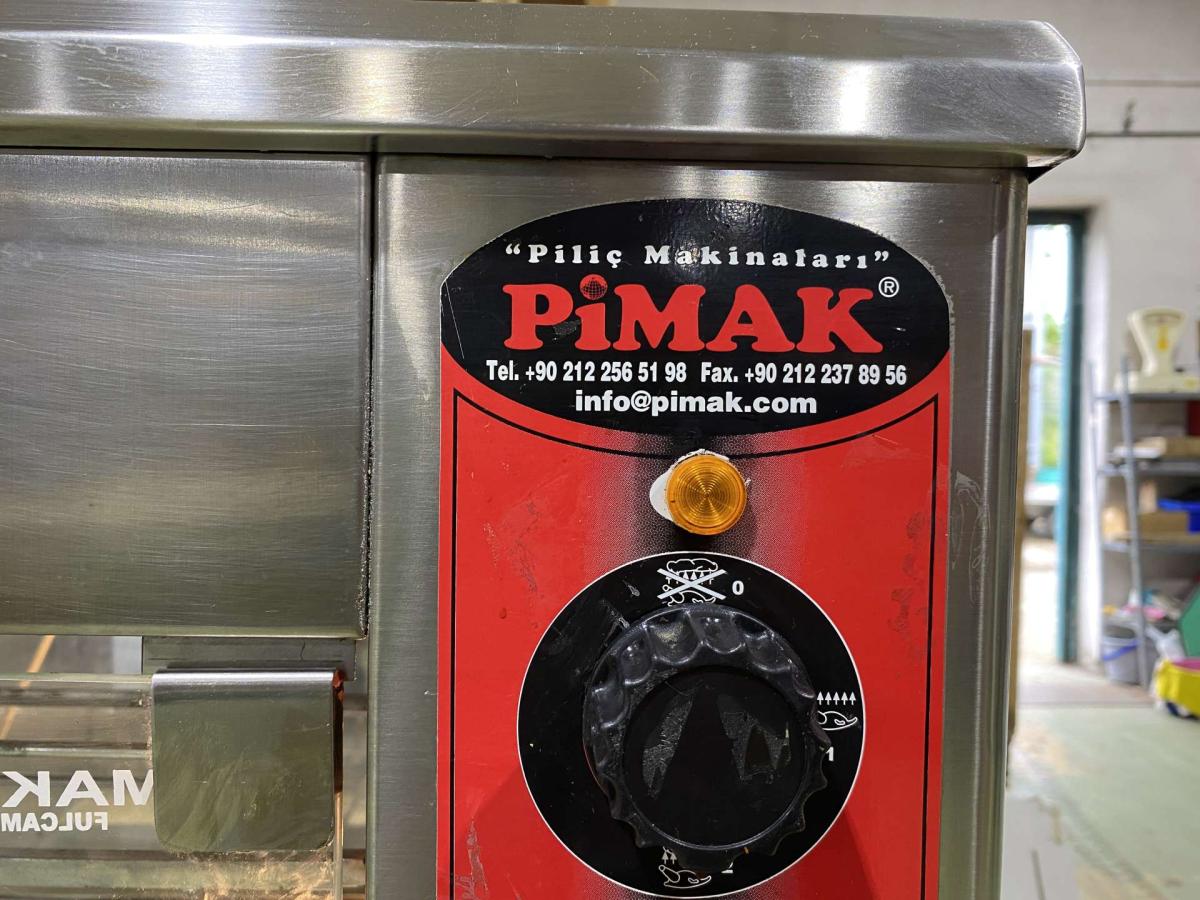 “Piliç Makinaları”
PiMAK®
Tel. +90 212 256 51 98 Fax. +90 212 237 89 56
info@pimak.com
0
1
MAK
FULCAM